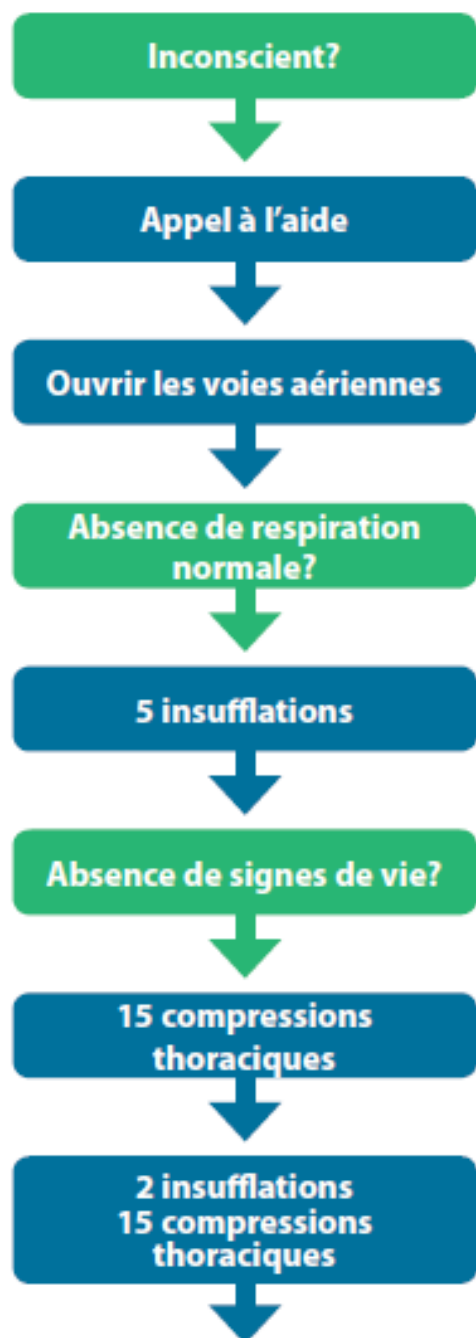 Inconscient?
Appel à l’aide
Ouvrir les voies aériennes
Absence de respiration
normale?
5 insufflations
Absence de signes de vie?
15 compressions
thoraciques
2 insufflations
15 compressions
thoraciques